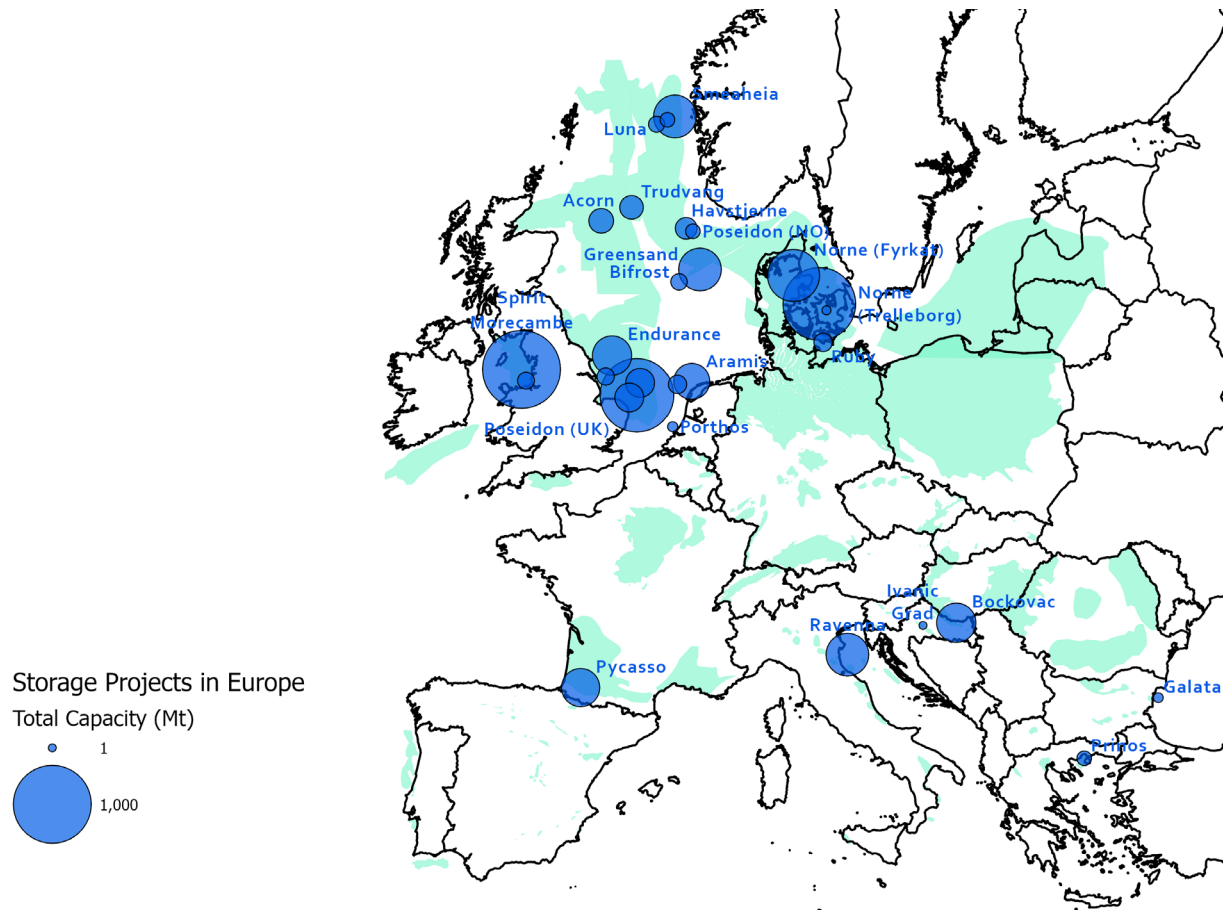 Smeaheia
Luna
Trudvang
Acorn
Havstjerne
Poseidon (NO)
Norne (Fyrkat)
Greensand
Bifrost
Norne
(Trelleborg)
Spirit
Morecambe
Endurance
Ruby
Aramis
Poseidon (UK)
Porthos
Ivanic
Grad
Bockovac
Ravenna
Pycasso
Galata
Prinos
Storage Projects in Europe
Total Capacity (Mt)
1
1,000